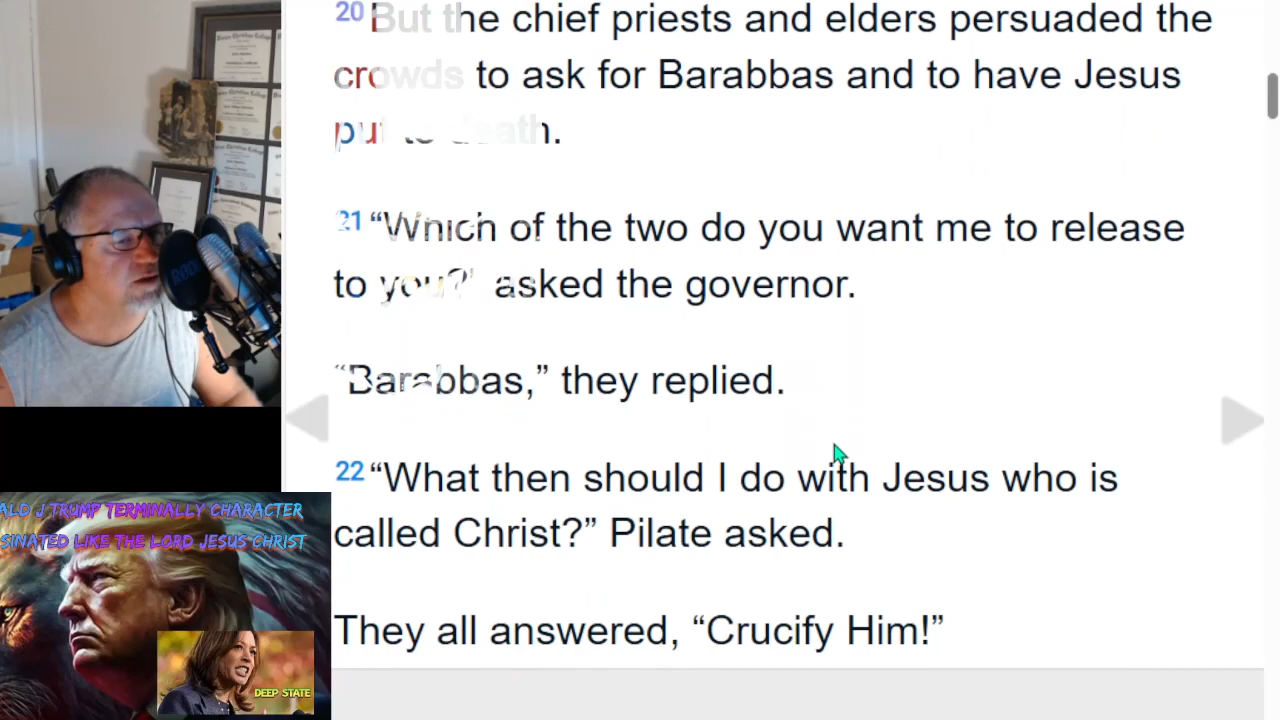 20 But the chief priests and elders persuaded the
crowds to ask for Barabbas and to have Jesus
put to death.
21 “Which of the two do you want me to release
to you?” asked the governor.
“Barabbas,” they replied.
22 “What then should I do with Jesus who is
called Christ?” Pilate asked.
They all answered, “Crucify Him!”
ALD J TRUMP TERMINALLY CHARACTER
SINATED LIKE THE LORD JESUS CHRIST
DEEP STATE